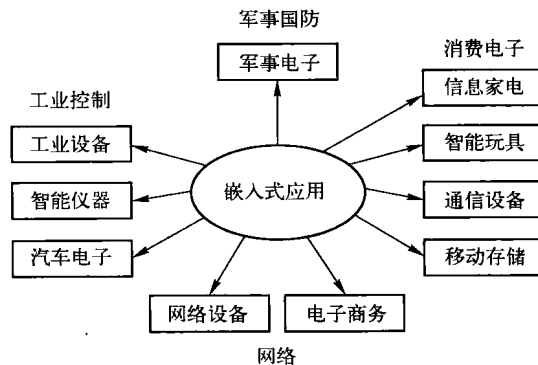 军事国防
军事电子
消费电子
信息家电
工业控制
工业设备
智能玩具
智能仪器
嵌入式应用
通信设备
汽车电子
移动存储
网络设备
电子商务
网络